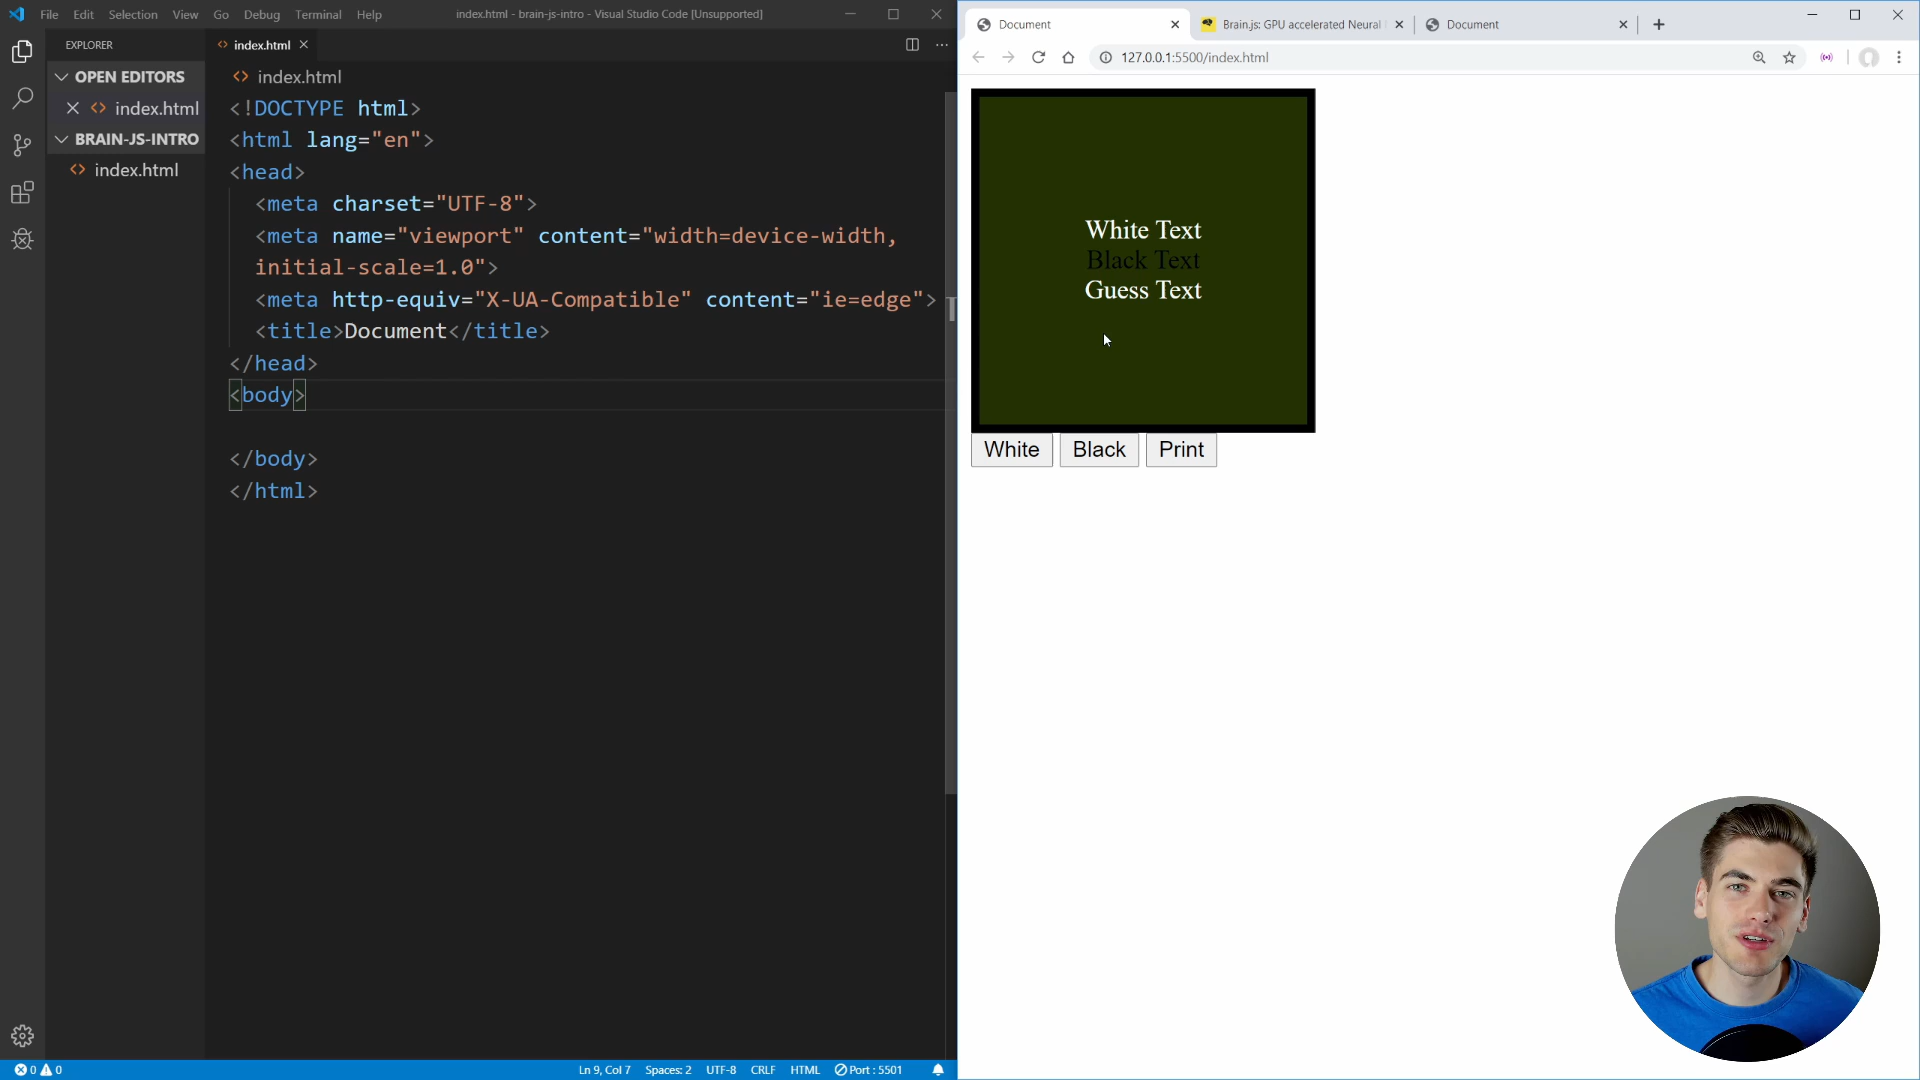 File Edit Selection View Go Debug Terminal Help
index.html - brain-js-intro - Visual Studio Code [Unsupported]
EXPLORER
OPEN EDITORS
index.html
BRAIN-JS-INTRO
index.html
index.html
index.html
<!DOCTYPE html>
<html lang="en">
<head>
<meta charset="UTF-8">
<meta name="viewport" content="width=device-width,
initial-scale=1.0">
<meta http-equiv="X-UA-Compatible" content="ie=edge">
<title>Document</title>
</head>
<body>
</body>
</html>
0 0
Ln 9, Col 7 Spaces: 2 UTF-8 CRLF HTML Port : 5501
Document
Brain.js: GPU accelerated Neural
Document
127.0.0.1:5500/index.html
White Text
Black Text
Guess Text
White Black Print